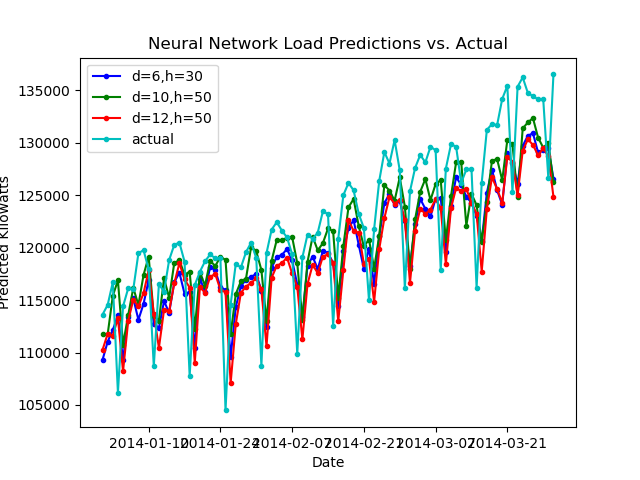 Neural Network Load Predictions vs. Actual
d=6,h=30
d=10,h=50
d=12,h=50
actual
135000
130000
125000
120000
115000
110000
105000
Predicted Kilowatts
2014-01-10 2014-01-24 2014-02-07 2014-02-21 2014-03-07 2014-03-21
Date